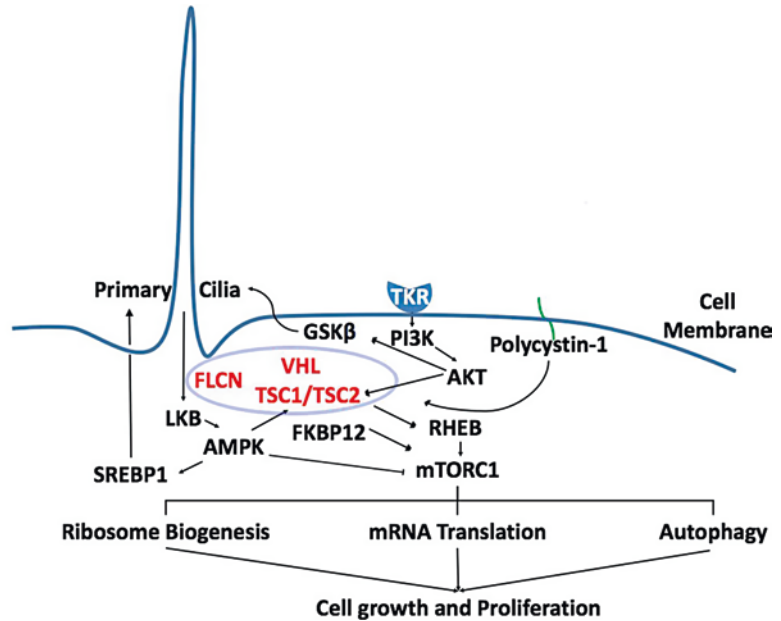 Primary Cilia
TKR
Cell
Membrane
GSKβ
PI3K
Polycystin-1
VHL
FLCN
AKT
TSC1/TSC2
LKB
FKBP12
RHEB
AMPK
SREBP1
mTORC1
Ribosome Biogenesis
mRNA Translation
Autophagy
Cell growth and Proliferation